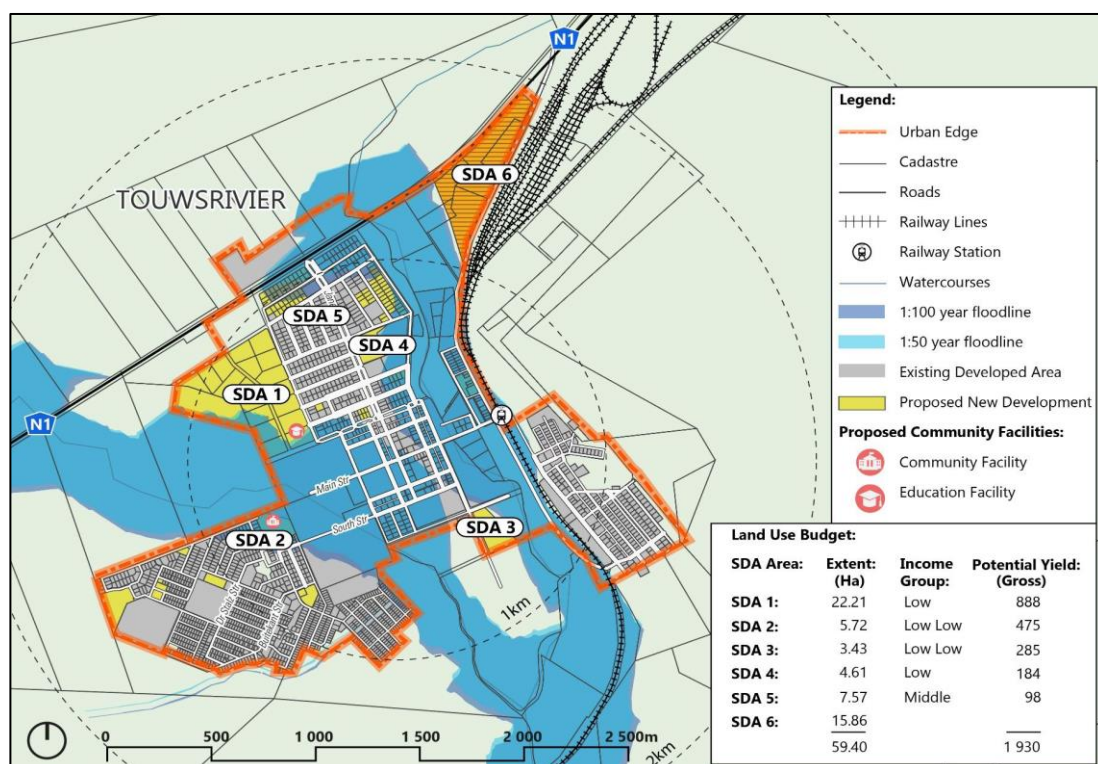 N1
SDA 6
TOUWSRIVIER
SDA 5
SDA 4
SDA 1
N1
Main Str
South Str
SDA 3
SDA 2
1km
2km
0 500 1 000 1 500 2 000 2 500m
Legend:
Urban Edge
Cadastre
Roads
Railway Lines
Railway Station
Watercourses
1:100 year floodline
1:50 year floodline
Existing Developed Area
Proposed New Development
Proposed Community Facilities:
Community Facility
Education Facility
Land Use Budget:
SDA Area: Extent: (Ha) Income Group: Potential Yield: (Gross)
SDA 1: 22.21 Low 888
SDA 2: 5.72 Low Low 475
SDA 3: 3.43 Low Low 285
SDA 4: 4.61 Low 184
SDA 5: 7.57 Middle 98
SDA 6: 15.86
59.40 1 930